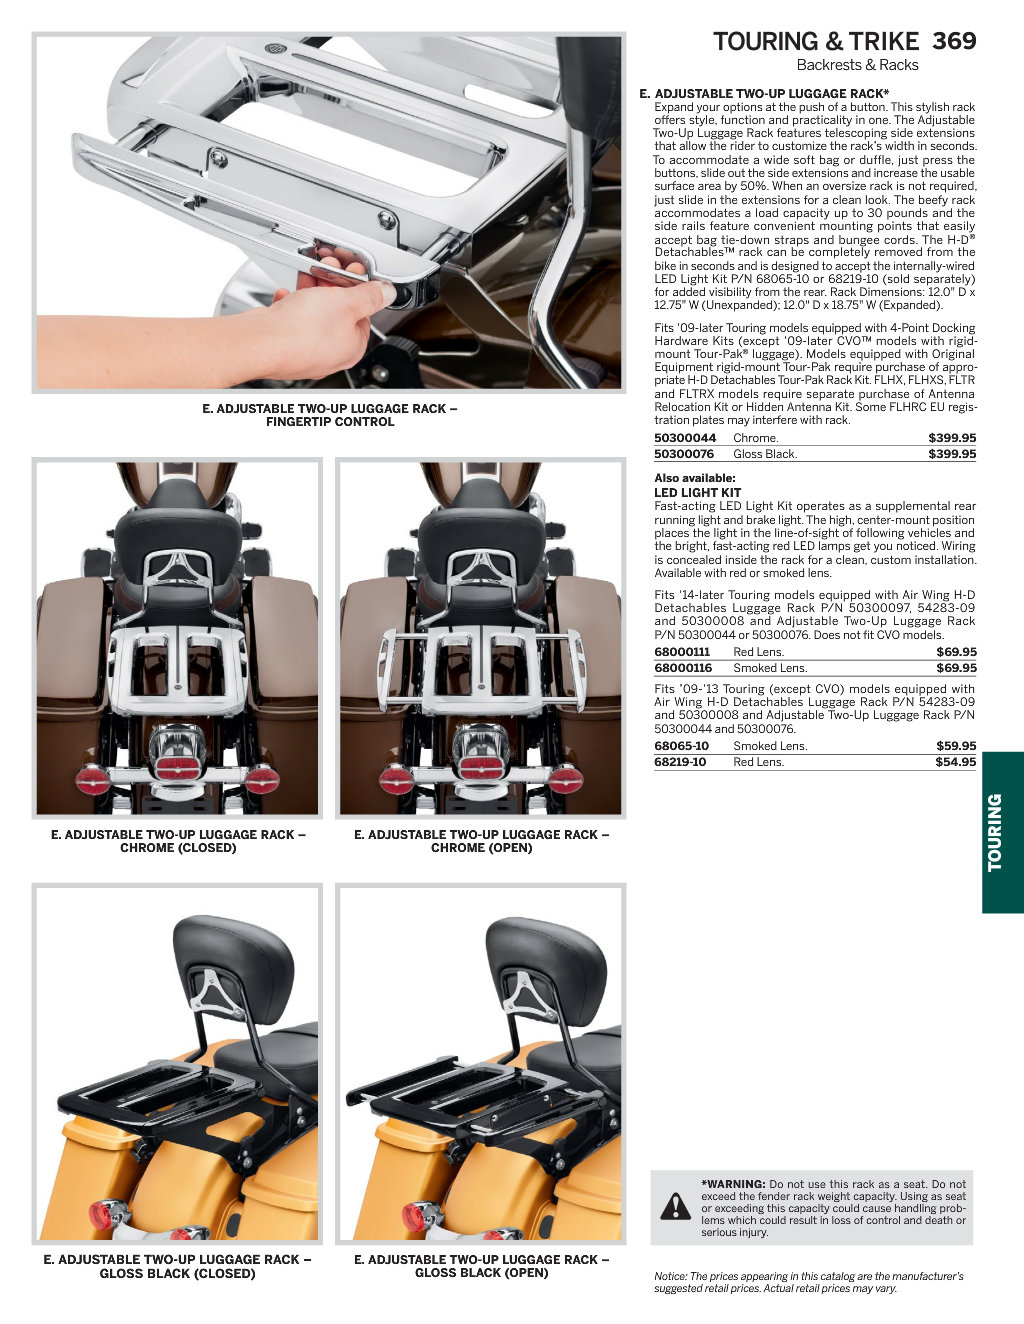 TOURING & TRIKE 369
Backrests & Racks
E. ADJUSTABLE TWO-UP LUGGAGE RACK*
Expand your options at the push of a button. This stylish rack
offers style, function and practicality in one. The Adjustable
Two-Up Luggage Rack features telescoping side extensions
that allow the rider to customize the rack's width in seconds.
To accommodate a wide soft bag or duffle, just press the
buttons, slide out the side extensions and increase the usable
surface area by 50%. When an oversize rack is not required,
just slide in the extensions for a clean look. The beefy rack
accommodates a load capacity up to 30 pounds and the
side rails feature convenient mounting points that easily
accept bag tie-down straps and bungee cords. The H-D®
Detachables™ rack can be completely removed from the
bike in seconds and is designed to accept the internally-wired
LED Light Kit P/N 68065-10 or 68219-10 (sold separately)
for added visibility from the rear. Rack Dimensions: 12.0" D x
12.75" W (Unexpanded); 12.0" D x 18.75" W (Expanded).
Fits '09-later Touring models equipped with 4-Point Docking
Hardware Kits (except '09-later CVO™ models with rigid-
mount Tour-Pak® luggage). Models equipped with Original
Equipment rigid-mount Tour-Pak require purchase of appro-
priate H-D Detachables Tour-Pak Rack Kit. FLHX, FLHXS, FLTR
and FLTRX models require separate purchase of Antenna
Relocation Kit or Hidden Antenna Kit. Some FLHRC EU regis-
tration plates may interfere with rack.
50300044 Chrome. $399.95
50300076 Gloss Black. $399.95
Also available:
LED LIGHT KIT
Fast-acting LED Light Kit operates as a supplemental rear
running light and brake light. The high, center-mount position
places the light in the line-of-sight of following vehicles and
the bright, fast-acting red LED lamps get you noticed. Wiring
is concealed inside the rack for a clean, custom installation.
Available with red or smoked lens.
Fits '14-later Touring models equipped with Air Wing H-D
Detachables Luggage Rack P/N 50300097, 54283-09
and 50300008 and Adjustable Two-Up Luggage Rack
P/N 50300044 or 50300076. Does not fit CVO models.
68000111 Red Lens. $69.95
68000116 Smoked Lens. $69.95
Fits '09-'13 Touring (except CVO) models equipped with
Air Wing H-D Detachables Luggage Rack P/N 54283-09
and 50300008 and Adjustable Two-Up Luggage Rack P/N
50300044 and 50300076.
68065-10 Smoked Lens. $59.95
68219-10 Red Lens. $54.95
E. ADJUSTABLE TWO-UP LUGGAGE RACK –
FINGERTIP CONTROL
E. ADJUSTABLE TWO-UP LUGGAGE RACK –
CHROME (CLOSED)
E. ADJUSTABLE TWO-UP LUGGAGE RACK –
CHROME (OPEN)
E. ADJUSTABLE TWO-UP LUGGAGE RACK –
GLOSS BLACK (CLOSED)
E. ADJUSTABLE TWO-UP LUGGAGE RACK –
GLOSS BLACK (OPEN)
TOURING
*WARNING: Do not use this rack as a seat. Do not
exceed the fender rack weight capacity. Using as seat
or exceeding this capacity could cause handling prob-
lems which could result in loss of control and death or
serious injury.
Notice: The prices appearing in this catalog are the manufacturer's
suggested retail prices. Actual retail prices may vary.